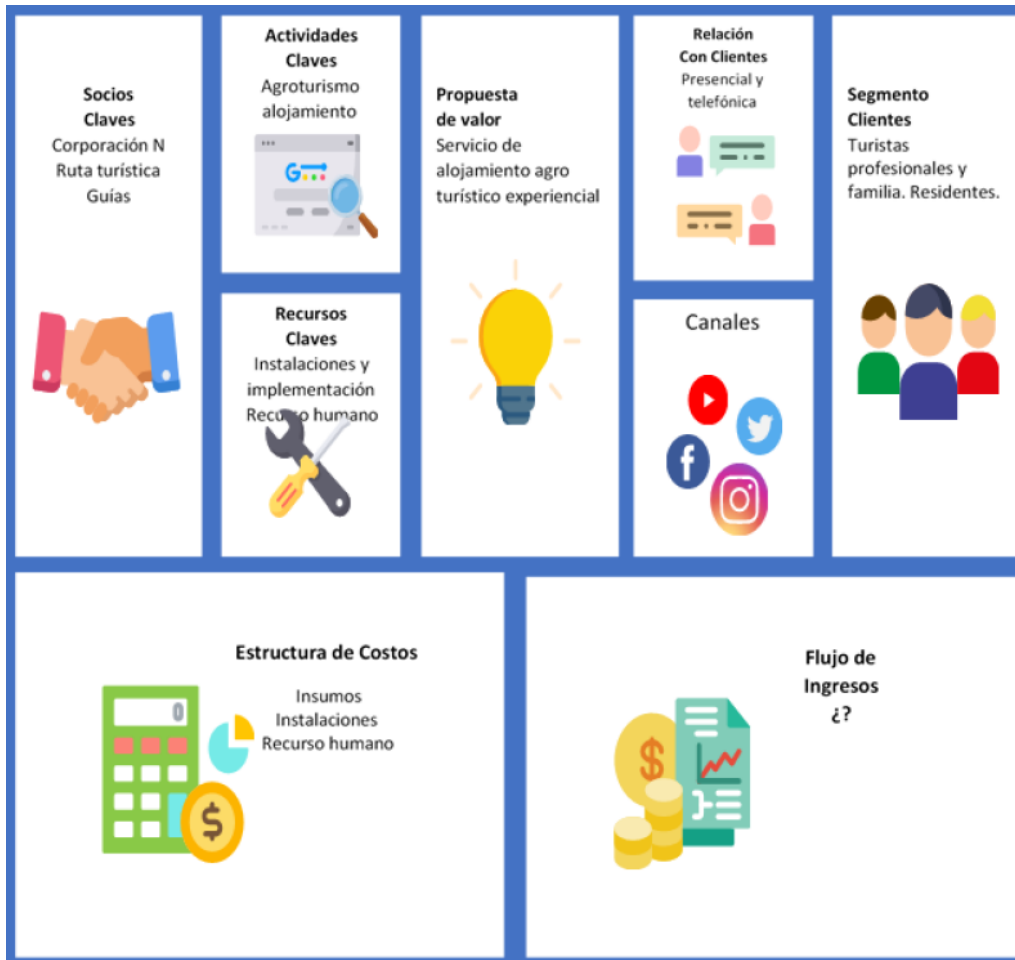 Socios
Claves
Corporación N
Ruta turística
Guías
Actividades
Claves
Agroturismo
alojamiento
G
Recursos
Claves
Instalaciones y
implementación
Recurso humano
Propuesta
de valor
Servicio de
alojamiento agro
turístico experiencial
Relación
Con Clientes
Presencial y
telefónica
Canales
f
Segmento
Clientes
Turistas
profesionales y
familia. Residentes.
Estructura de Costos
Insumos
Instalaciones
Recurso humano
0
$
Flujo de
Ingresos
¿?
$